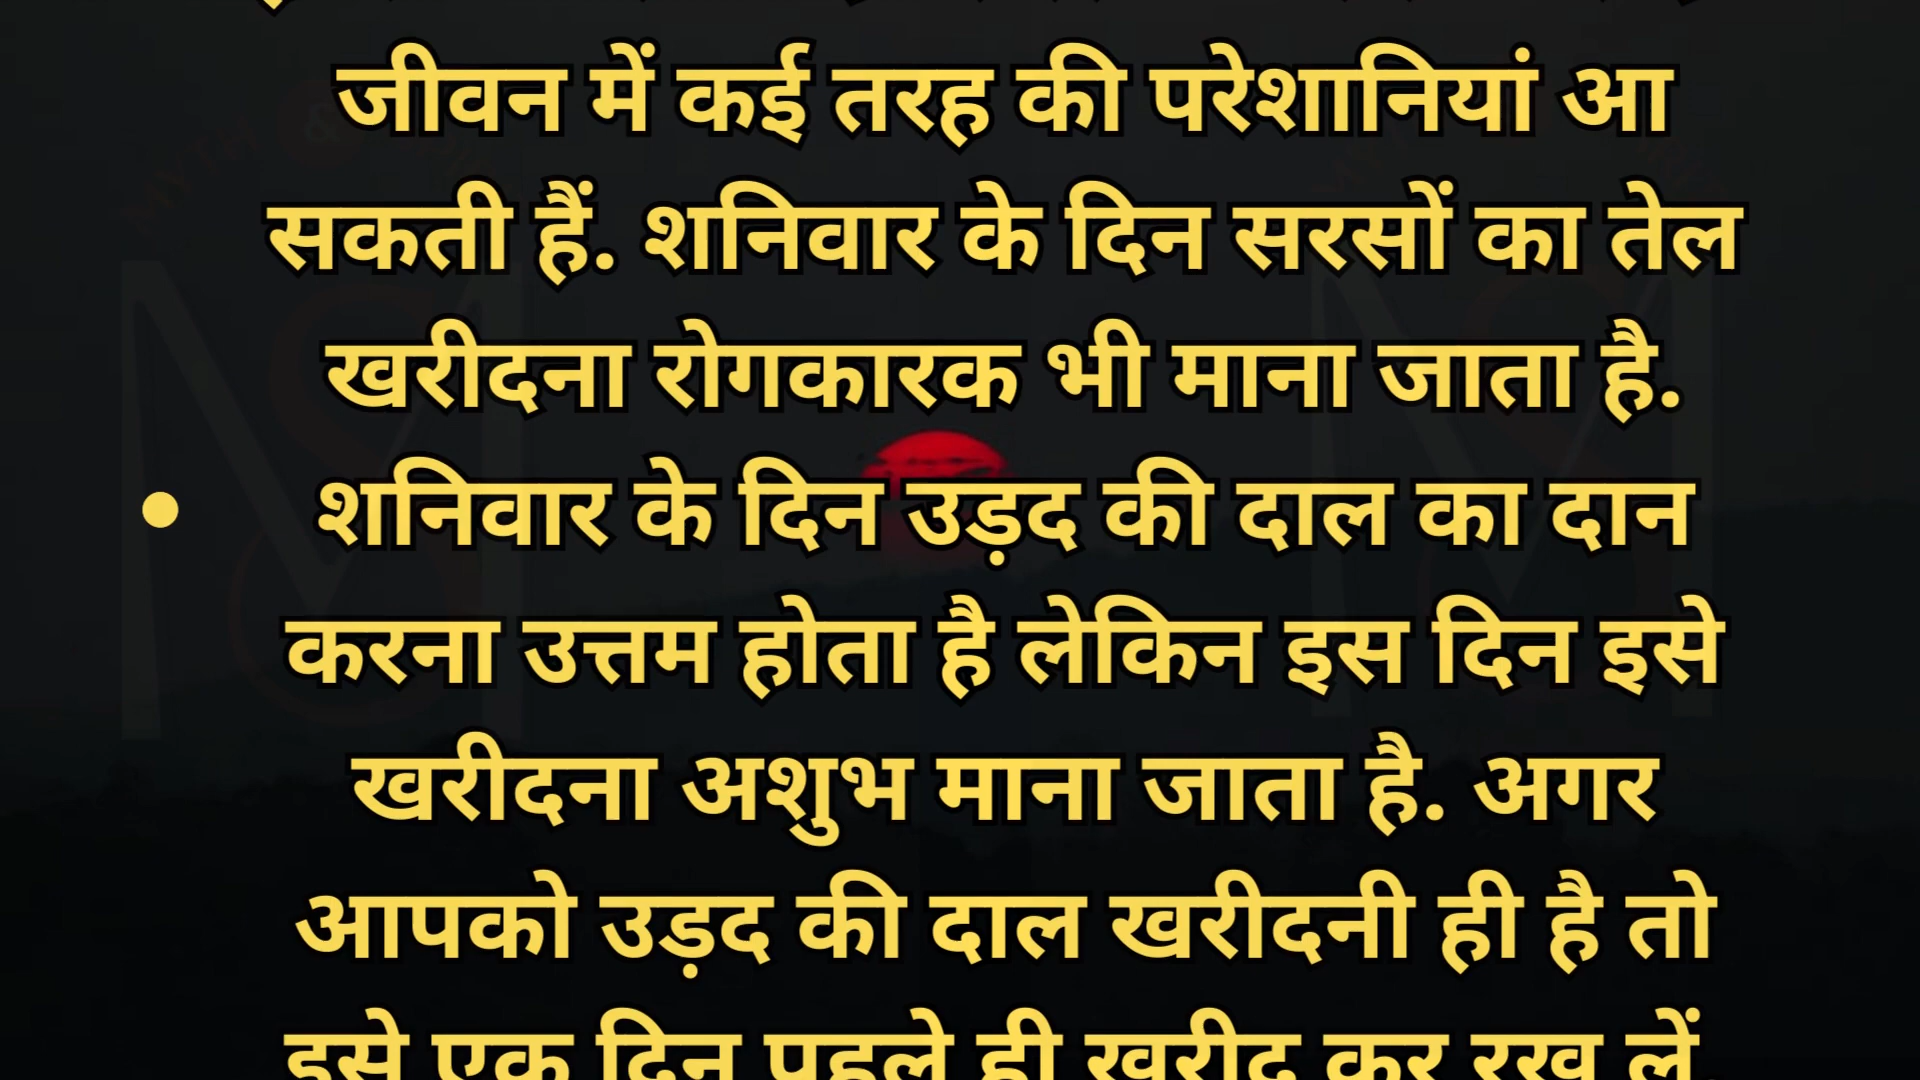 जीवन में कई तरह की परेशानियां आ
सकती हैं. शनिवार के दिन सरसों का तेल
खरीदना रोगकारक भी माना जाता है.
• शनिवार के दिन उड़द की दाल का दान
करना उत्तम होता है लेकिन इस दिन इसे
खरीदना अशुभ माना जाता है. अगर
आपको उड़द की दाल खरीदनी ही है तो
इसे एक दिन पहले ही खरीद कर रख लें.